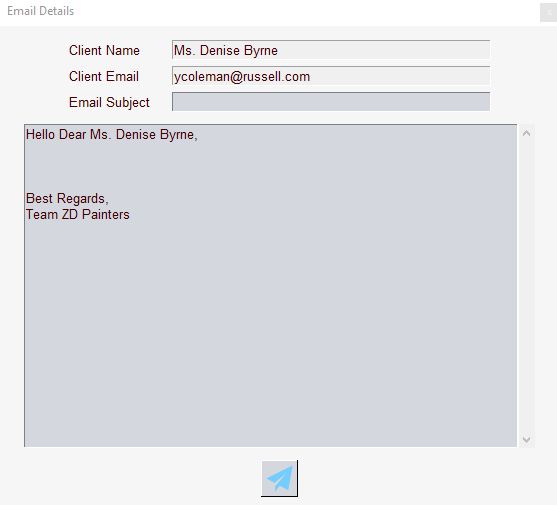 Email Details
Client Name Ms. Denise Byrne
Client Email ycoleman@russell.com
Email Subject
Hello Dear Ms. Denise Byrne,
Best Regards,
Team ZD Painters